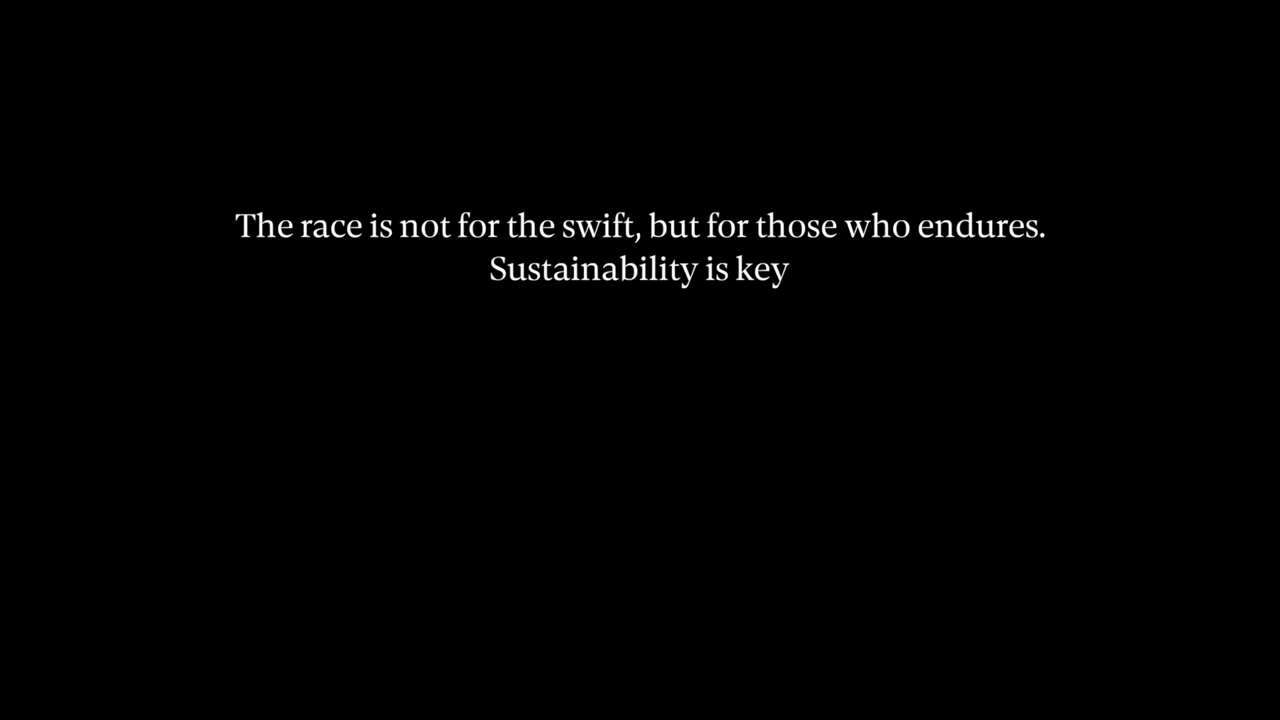 The race is not for the swift, but for those who endures.
Sustainability is key